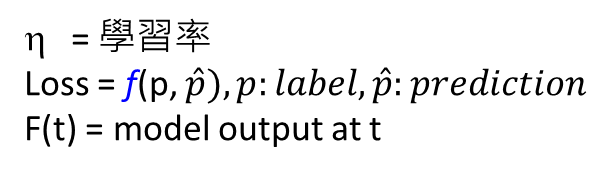 η = 學習率
Loss = f(p, p̂), p: label, p̂: prediction
F(t) = model output at t